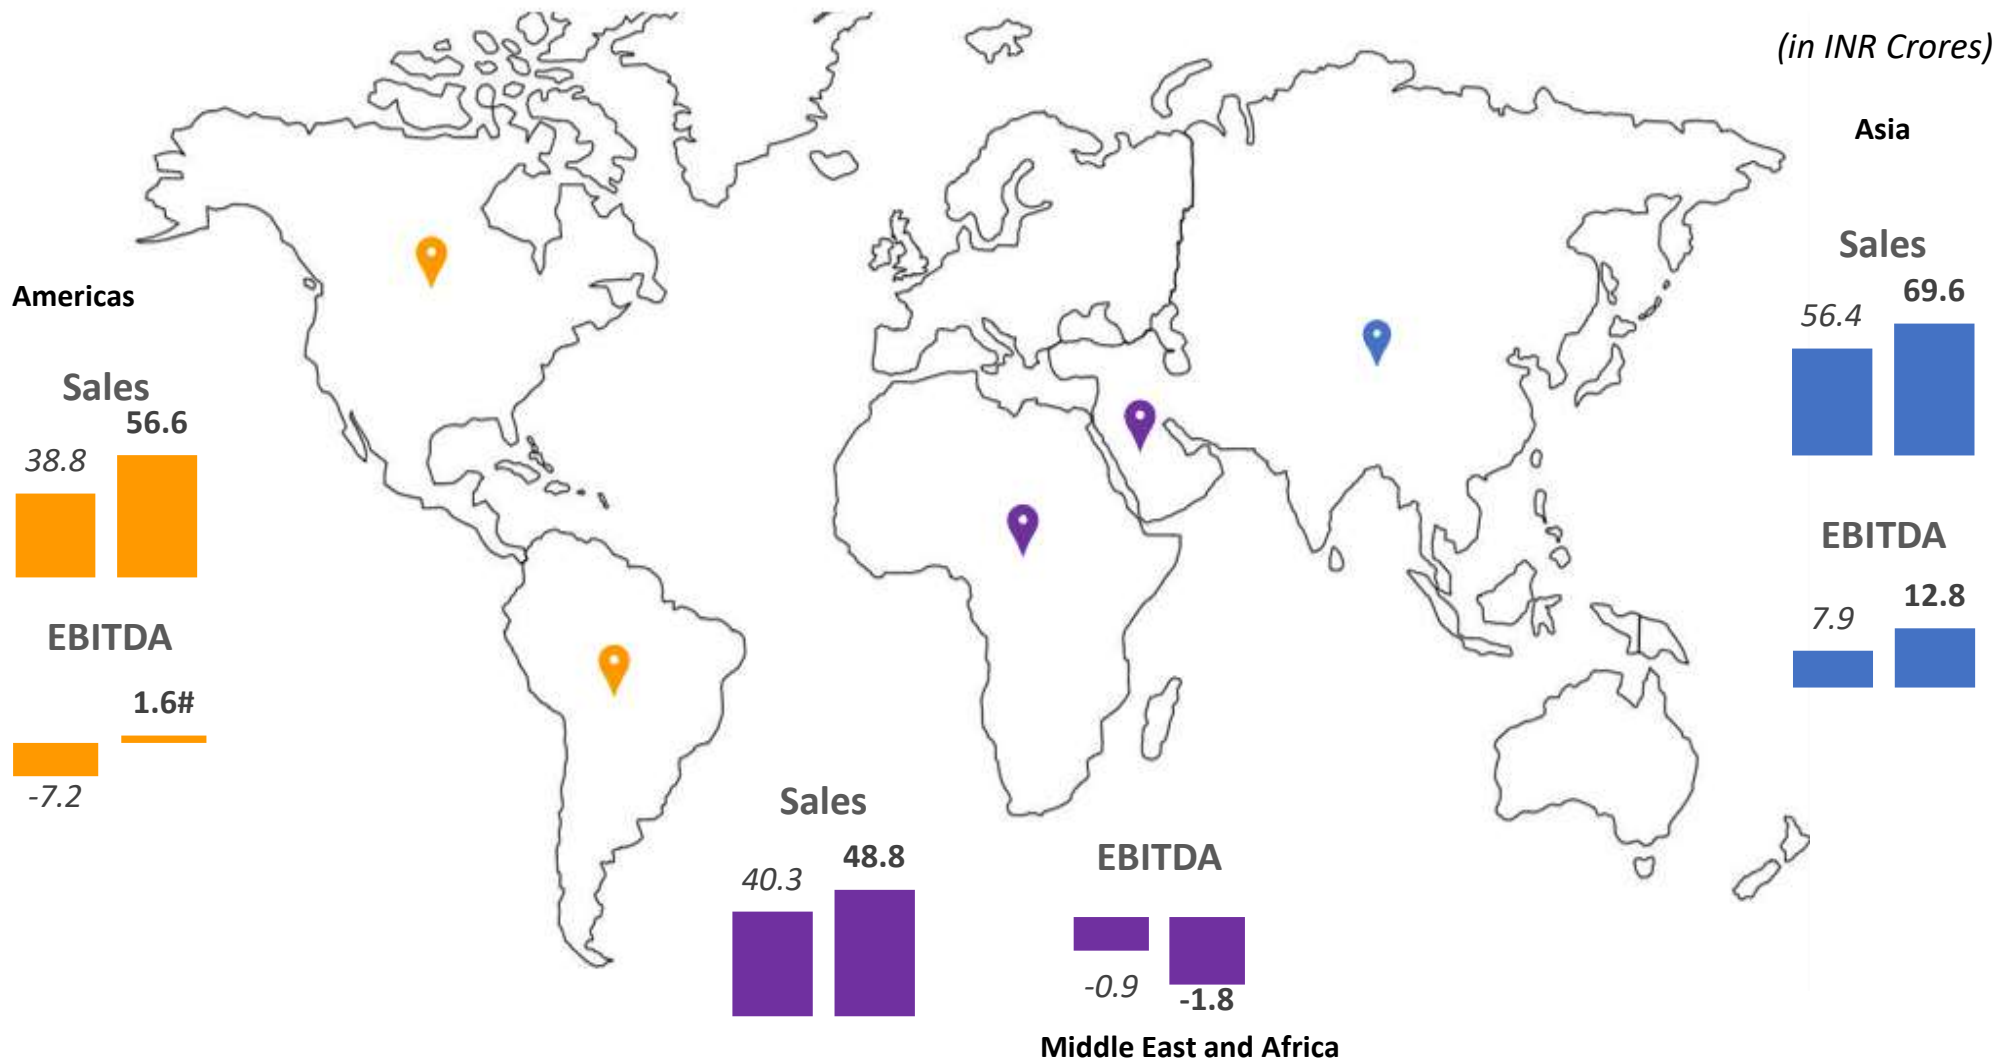 (in INR Crores)
Asia
Sales
56.4 69.6
EBITDA
7.9 12.8
Americas
Sales
38.8 56.6
EBITDA
1.6#
-7.2
Sales
40.3 48.8
EBITDA
-0.9 -1.8
Middle East and Africa